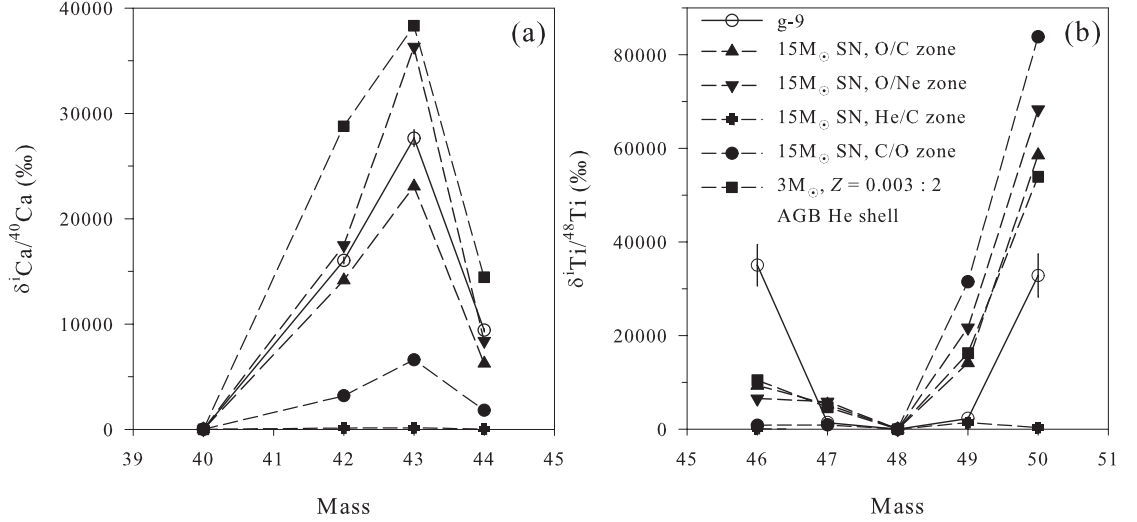 (a)
40000
30000
20000
10000
0
39 40 41 42 43 44 45
Mass
δⁱCa/⁴⁰Ca (‰)
(b)
g-9
15M☉ SN, O/C zone
15M☉ SN, O/Ne zone
15M☉ SN, He/C zone
15M☉ SN, C/O zone
3M☉, Z = 0.003 : 2
AGB He shell
80000
60000
40000
20000
0
45 46 47 48 49 50 51
Mass
δⁱTi/⁴⁸Ti (‰)